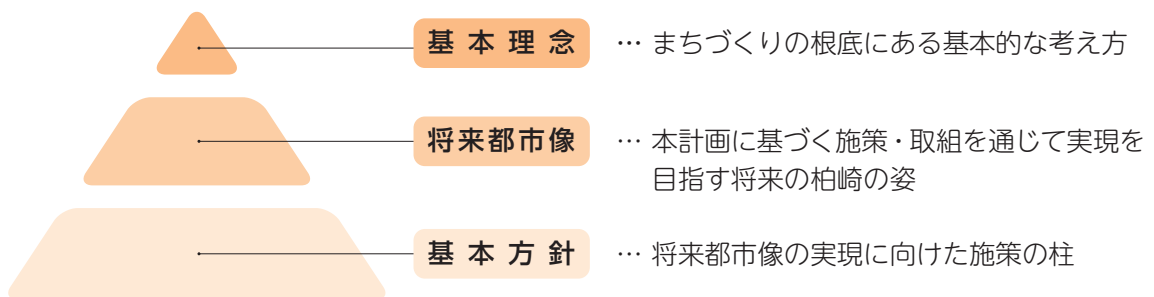 基本理念 … まちづくりの根底にある基本的な考え方
将来都市像 … 本計画に基づく施策・取組を通じて実現を
目指す将来の柏崎の姿
基本方針 … 将来都市像の実現に向けた施策の柱